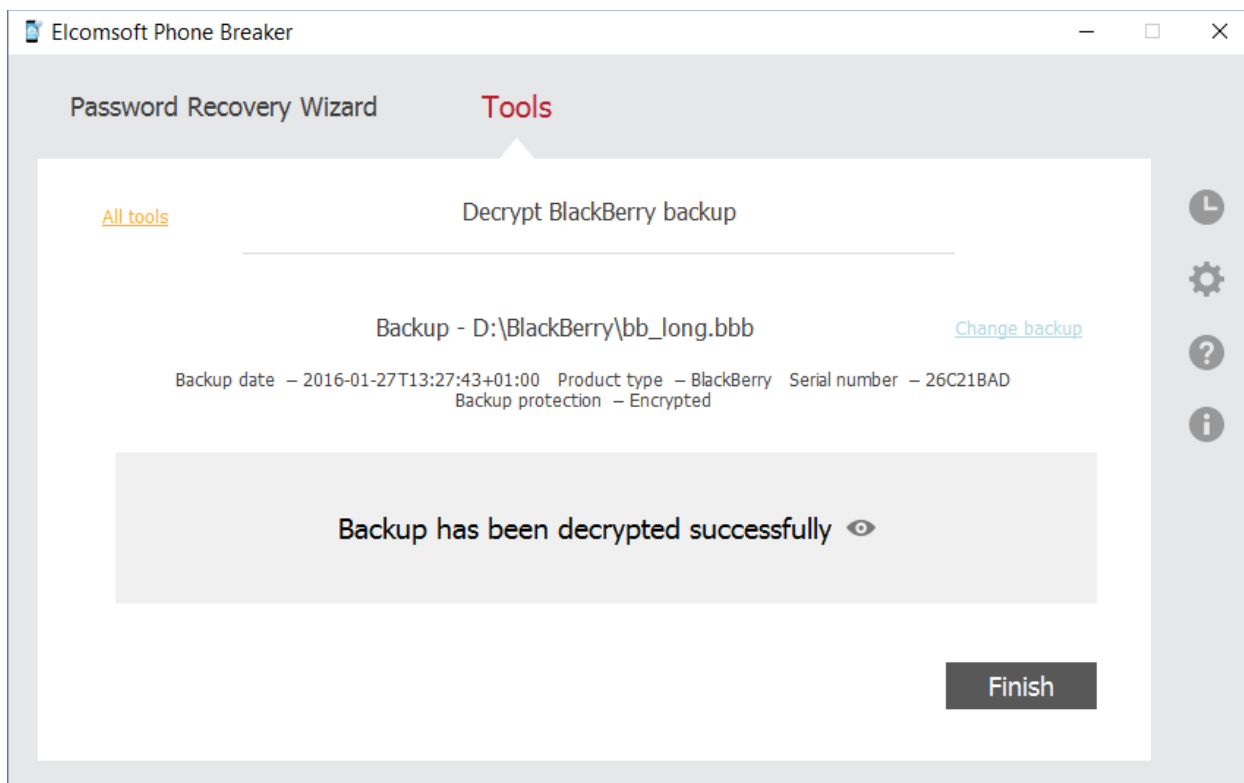 Elcomsoft Phone Breaker
Password Recovery Wizard Tools
All tools
Decrypt BlackBerry backup
Backup - D:\BlackBerry\bb_long.bbb
Change backup
Backup date – 2016-01-27T13:27:43+01:00 Product type – BlackBerry Serial number – 26C21BAD
Backup protection – Encrypted
Backup has been decrypted successfully
Finish